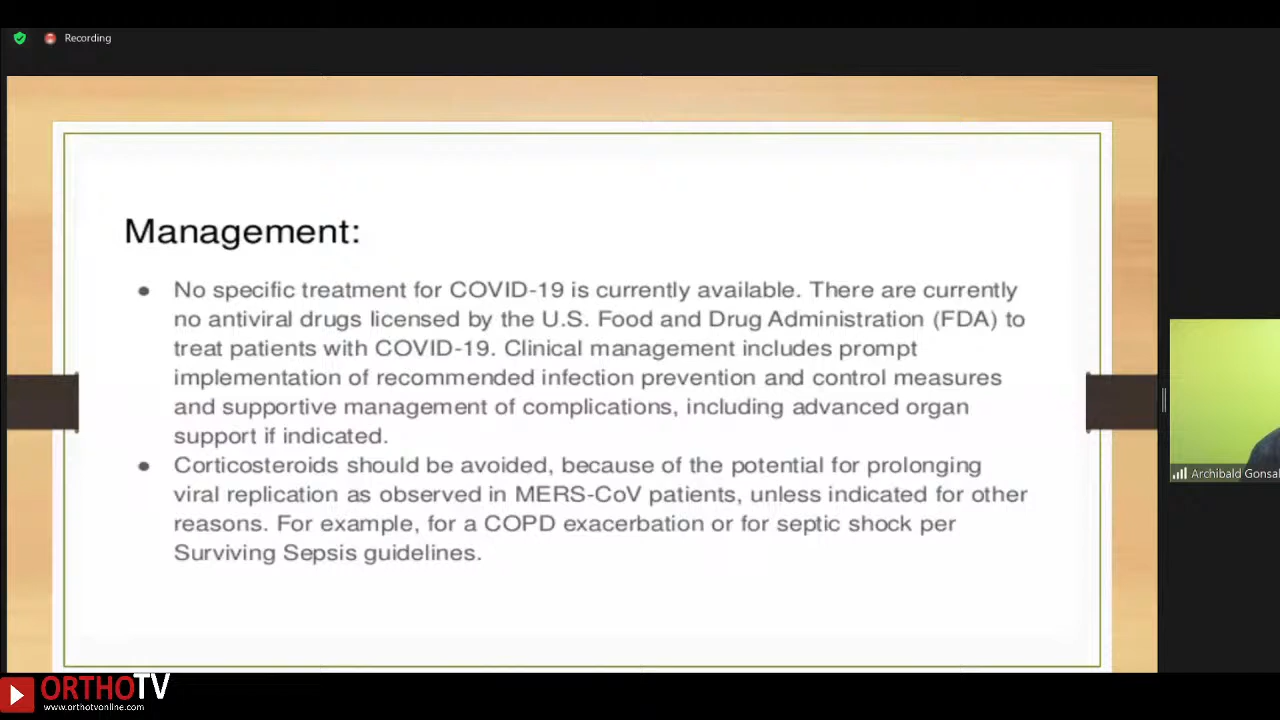 Recording
Management:
● No specific treatment for COVID-19 is currently available. There are currently
no antiviral drugs licensed by the U.S. Food and Drug Administration (FDA) to
treat patients with COVID-19. Clinical management includes prompt
implementation of recommended infection prevention and control measures
and supportive management of complications, including advanced organ
support if indicated.
● Corticosteroids should be avoided, because of the potential for prolonging
viral replication as observed in MERS-CoV patients, unless indicated for other
reasons. For example, for a COPD exacerbation or for septic shock per
Surviving Sepsis guidelines.
Archibald Gonsal
ORTHOTV
www.orthotvonline.com